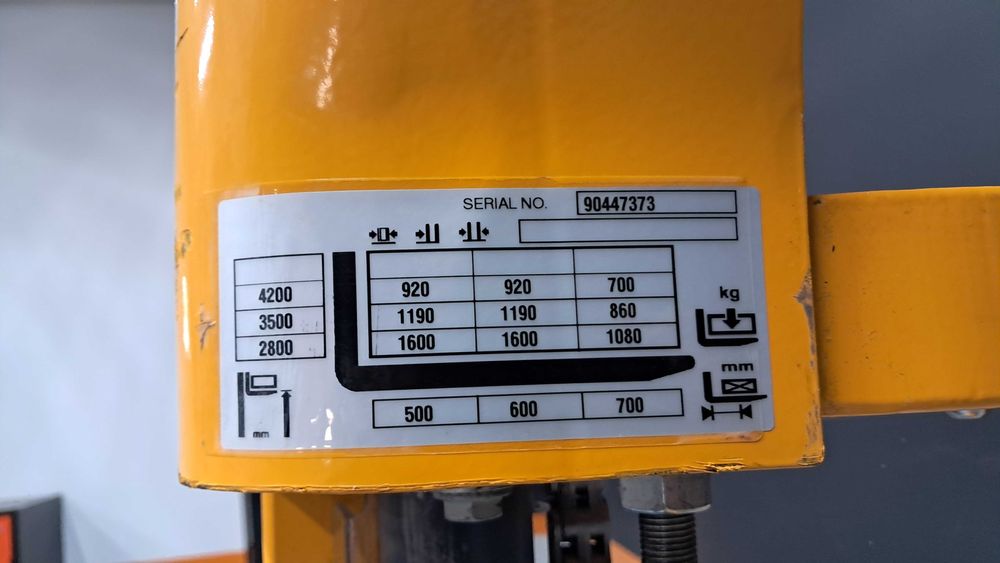 SERIAL NO. 90447373
4200 920 920 700
3500 1190 1190 860
2800 1600 1600 1080
kg
mm
500 600 700
mm